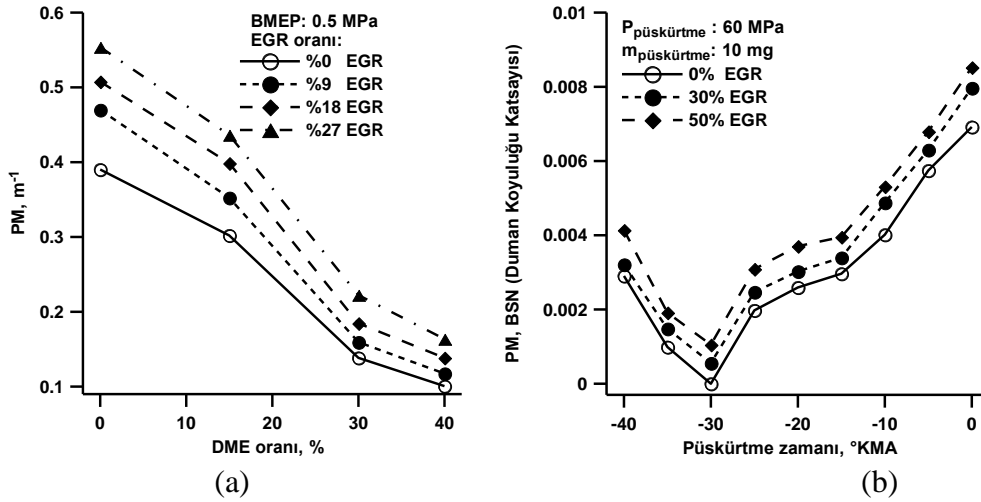 BMEP: 0.5 MPa
EGR oranı:
%0 EGR
%9 EGR
%18 EGR
%27 EGR
0.6
0.5
0.4
0.3
0.2
0.1
PM, m-1
0
10
20
30
40
DME oranı, %
(a)
Ppüskürtme : 60 MPa
mpüskürtme: 10 mg
0% EGR
30% EGR
50% EGR
0.01
0.008
0.006
0.004
0.002
0
PM, BSN (Duman Koyuluğu Katsayısı)
-40
-30
-20
-10
0
Püskürtme zamanı, °KMA
(b)